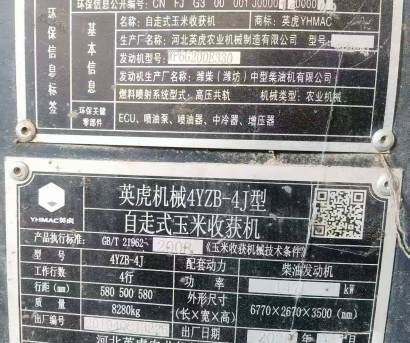 环保信息标签
环保信息公开编号: CN FJ G3 00
基本信息
名称: 自走式玉米收获机 商标: 英虎YHMAC
生产厂名称: 河北英虎农业机械制造有限公司
发动机型号:
发动机生产厂名称: 潍柴(潍坊)中型柴油机有限公司
燃料喷射系统型式: 高压共轨 机械类型: 农业机械
环保关键零部件
ECU、喷油泵、喷油器、中冷器、增压器
YHMAC英虎
英虎机械4YZB-4J型
自走式玉米收获机
产品执行标准: GB/T 21962-2008《玉米收获机械技术条件》
型号 4YZB-4J 配套动力 柴油发动机
工作行数 4行 功率 kW
行距 580 500 580 外形尺寸(长×宽×高) 6770×2670×3500(mm)
质量 8280kg
出厂编号 出厂日期